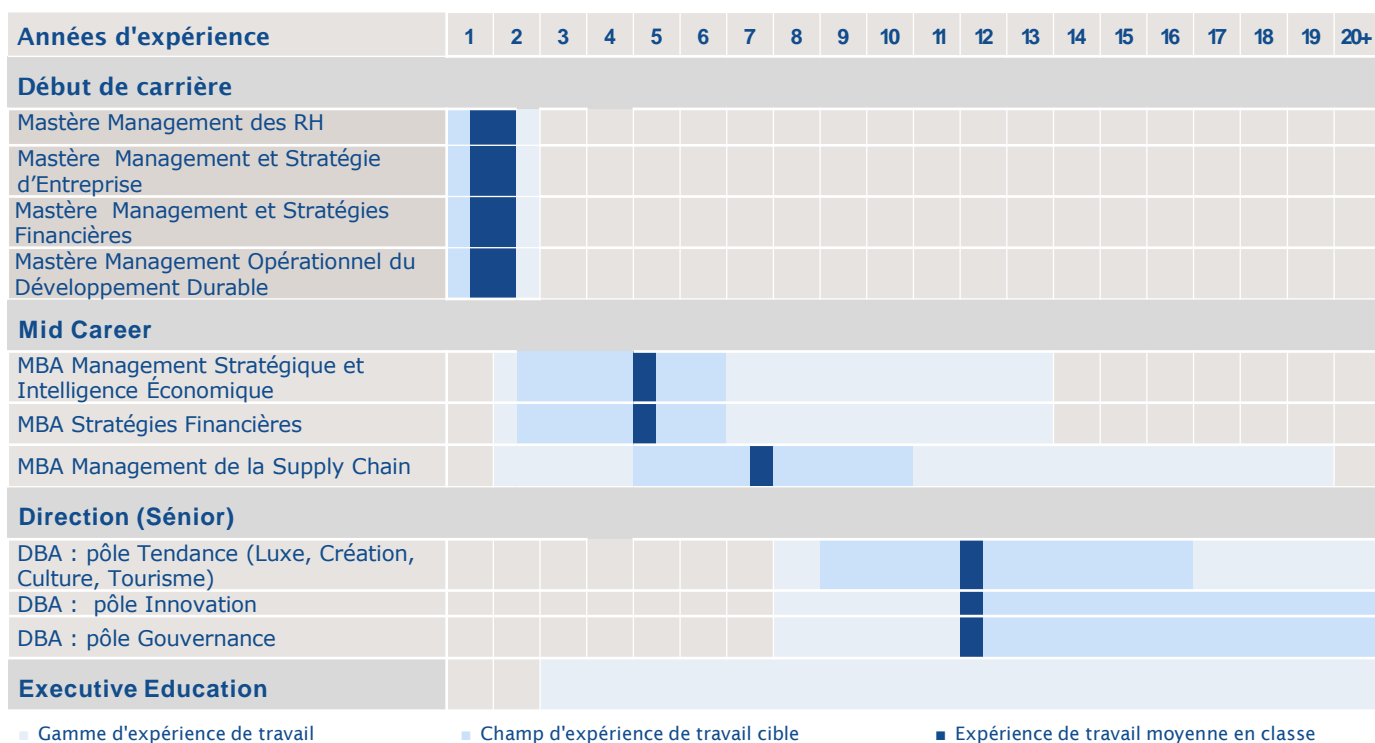 Années d'expérience 1 2 3 4 5 6 7 8 9 10 11 12 13 14 15 16 17 18 19 20+
Début de carrière
Mastère Management des RH
Mastère Management et Stratégie
d’Entreprise
Mastère Management et Stratégies
Financières
Mastère Management Opérationnel du
Développement Durable
Mid Career
MBA Management Stratégique et
Intelligence Économique
MBA Stratégies Financières
MBA Management de la Supply Chain
Direction (Sénior)
DBA : pôle Tendance (Luxe, Création,
Culture, Tourisme)
DBA : pôle Innovation
DBA : pôle Gouvernance
Executive Education
Gamme d'expérience de travail Champ d'expérience de travail cible Expérience de travail moyenne en classe